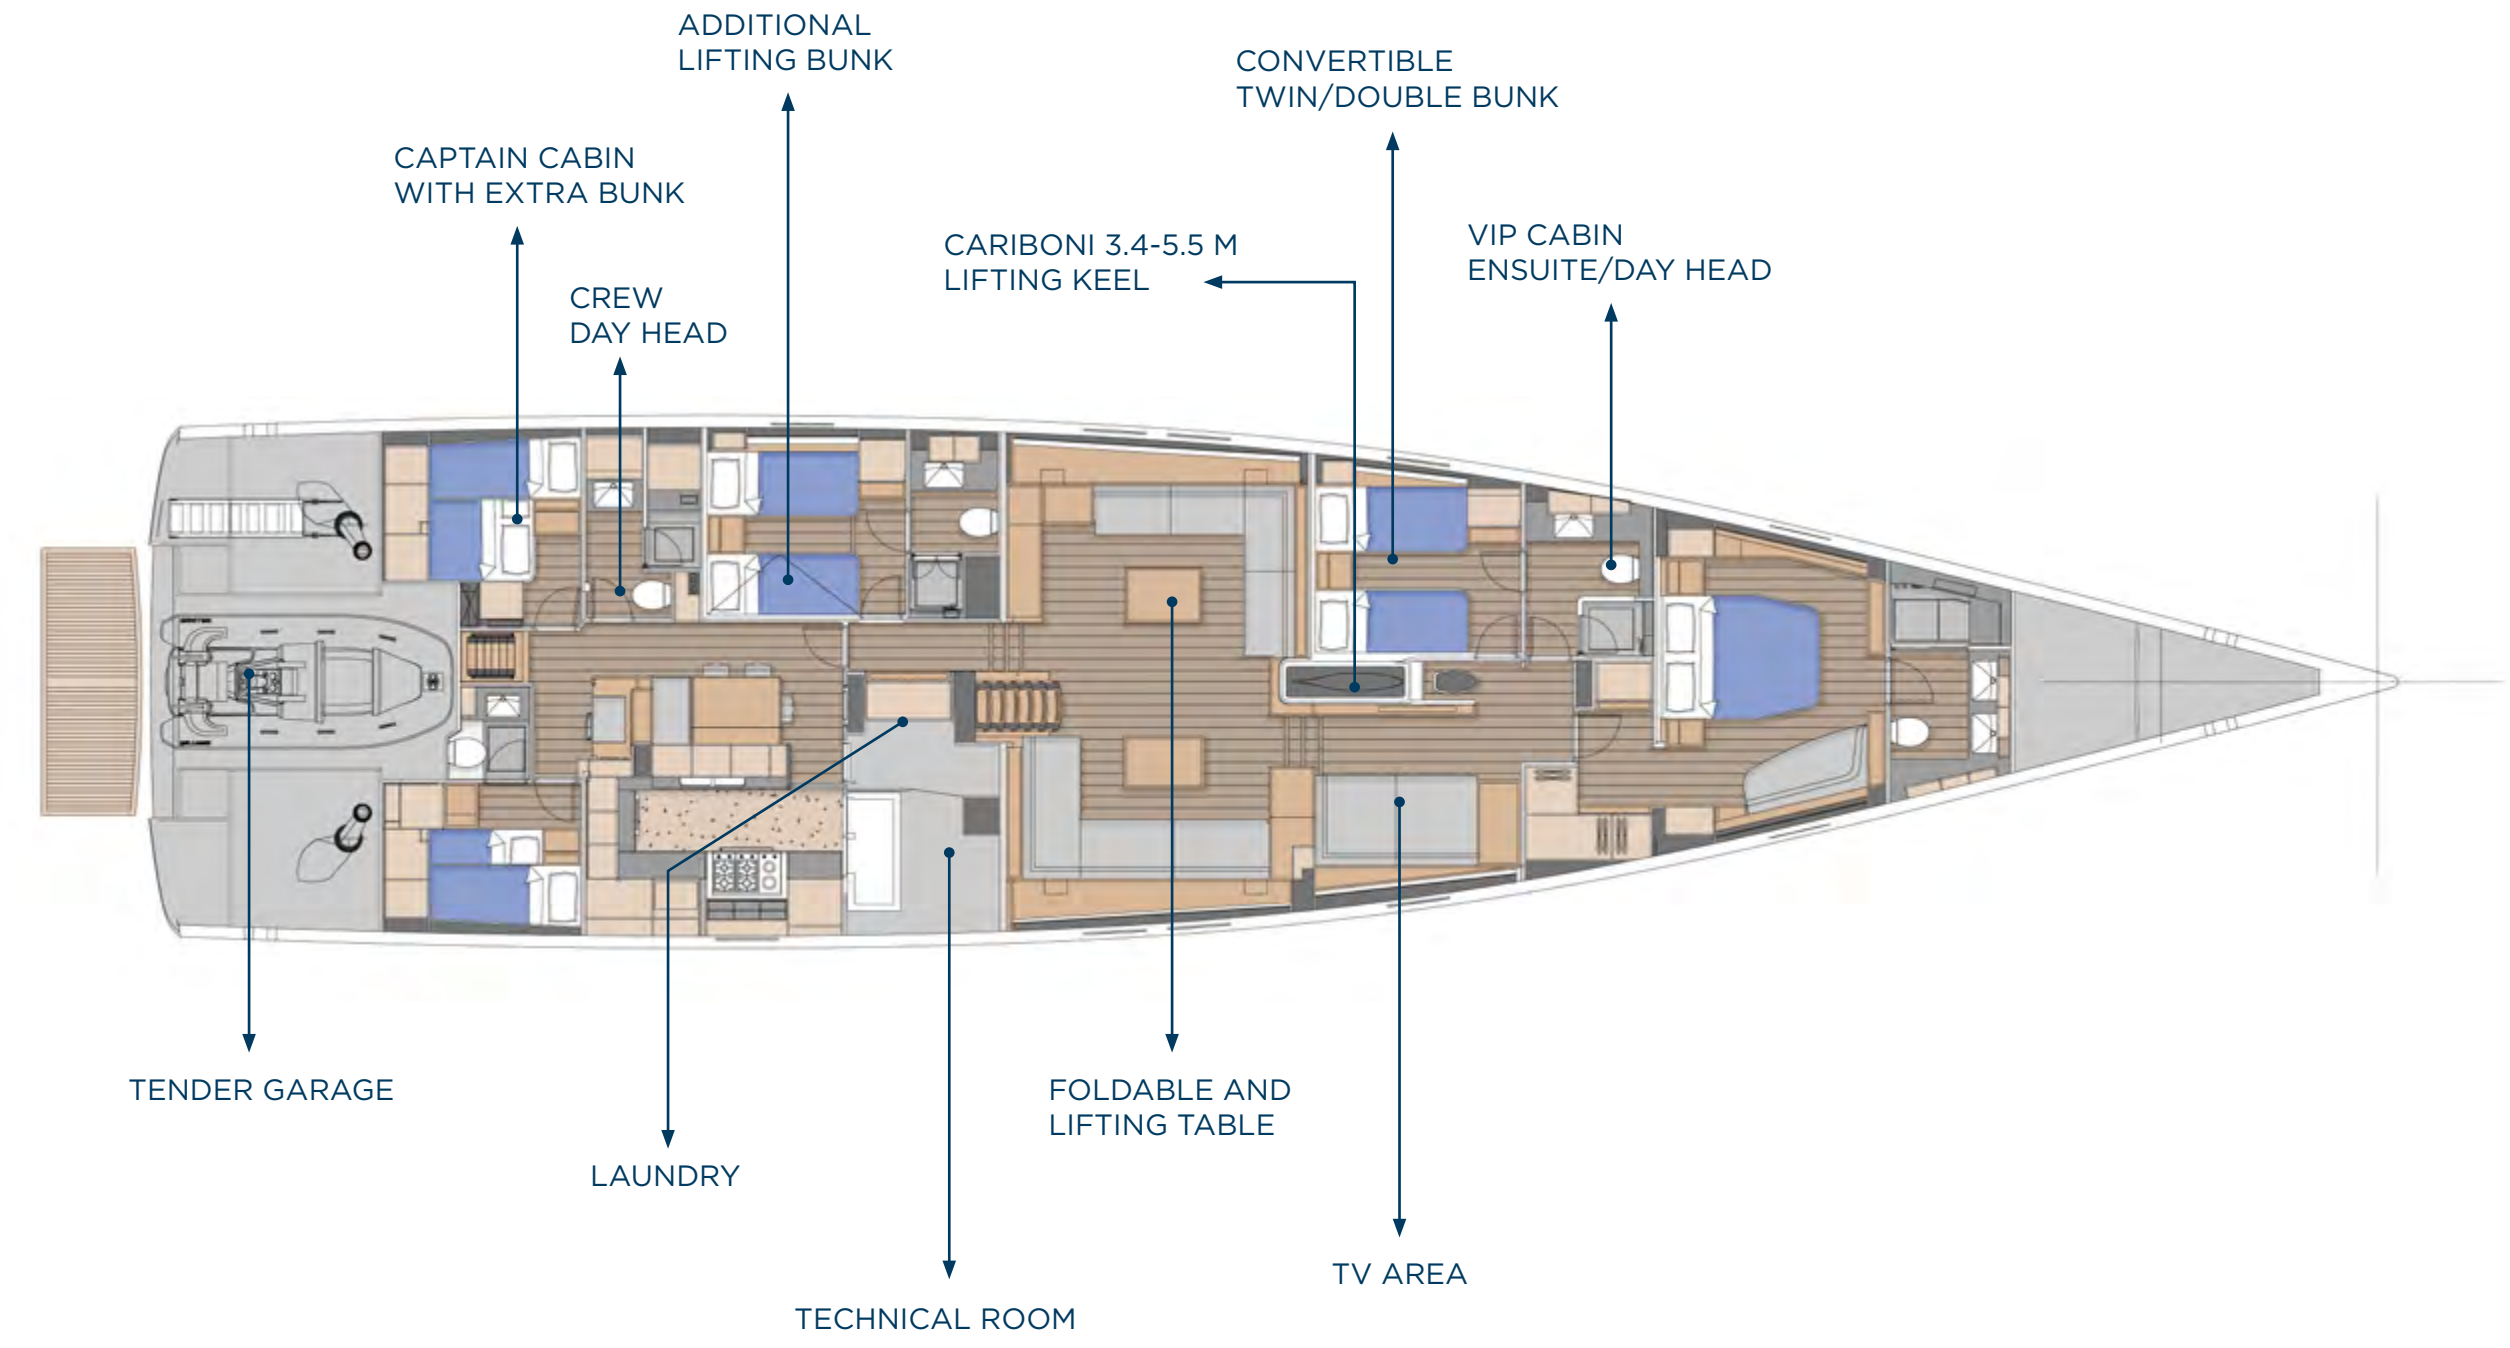 ADDITIONAL
LIFTING BUNK
CONVERTIBLE
TWIN/DOUBLE BUNK
CAPTAIN CABIN
WITH EXTRA BUNK
CARIBONI 3.4-5.5 M
LIFTING KEEL
VIP CABIN
ENSUITE/DAY HEAD
CREW
DAY HEAD
TENDER GARAGE
FOLDABLE AND
LIFTING TABLE
LAUNDRY
TV AREA
TECHNICAL ROOM